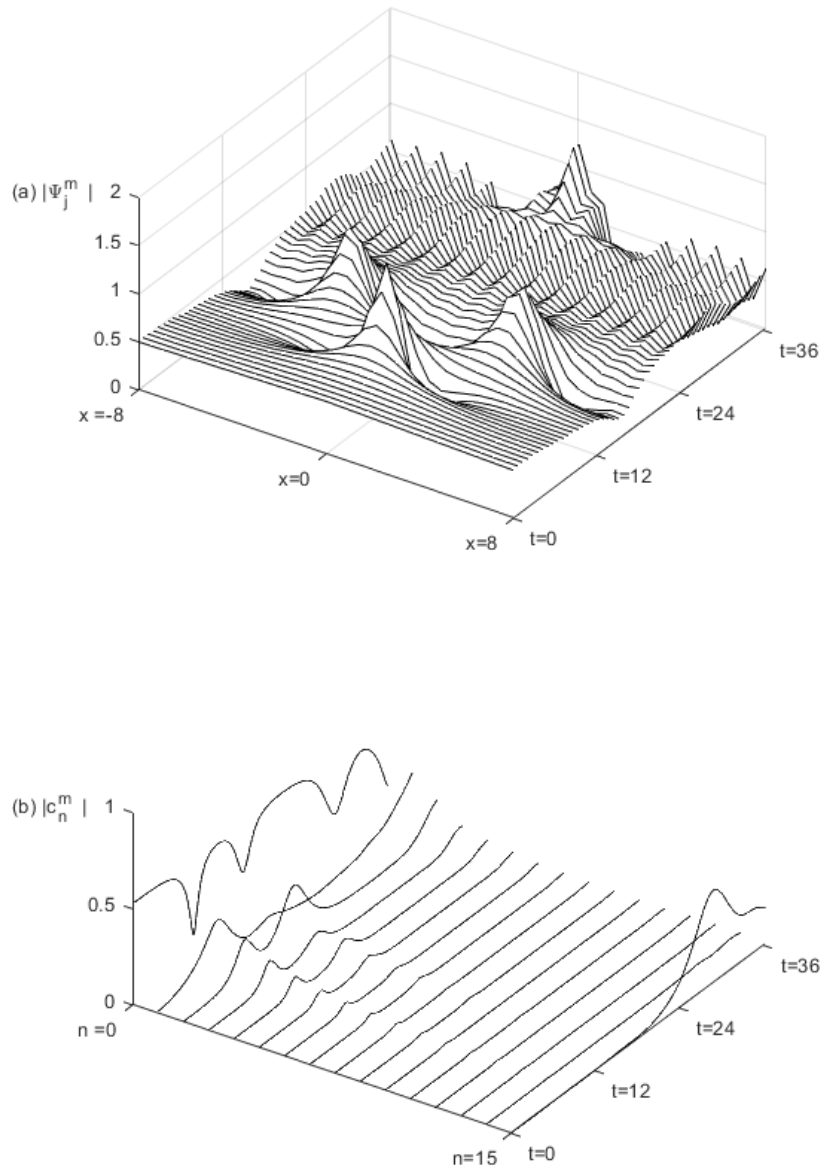 (a) |Ψ_j^m |
2
1.5
1
0.5
0
x =-8
x=0
x=8
t=0
t=12
t=24
t=36
(b) |c_n^m |
1
0.5
0
n =0
n=15
t=0
t=12
t=24
t=36